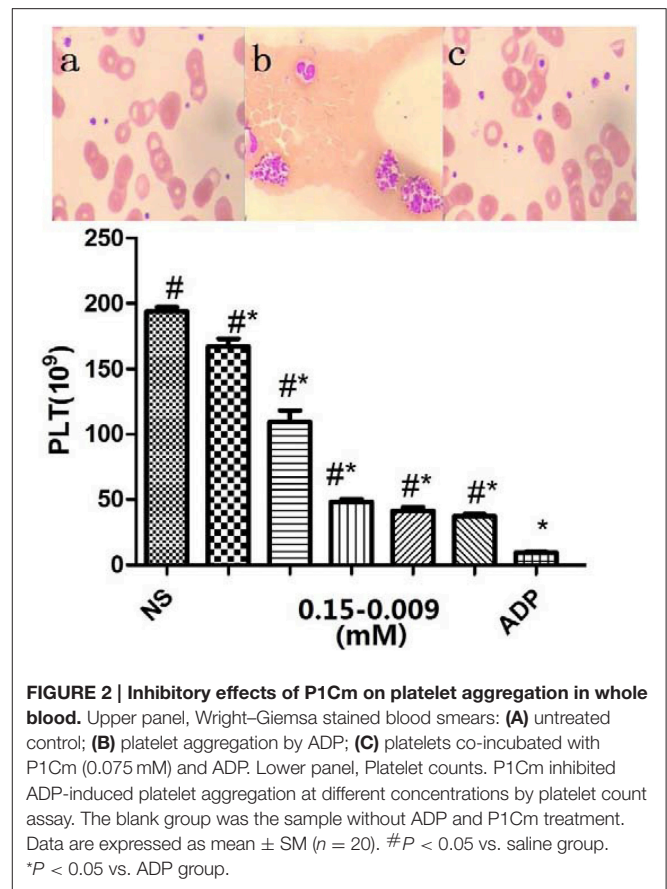 a b c
250
200
150
100
50
0
PLT(10⁹)
#
#*
#*
#*
#*
#*
*
NS
0.15-0.009
(mM)
ADP
FIGURE 2 | Inhibitory effects of P1Cm on platelet aggregation in whole
blood. Upper panel, Wright–Giemsa stained blood smears: (A) untreated
control; (B) platelet aggregation by ADP; (C) platelets co-incubated with
P1Cm (0.075 mM) and ADP. Lower panel, Platelet counts. P1Cm inhibited
ADP-induced platelet aggregation at different concentrations by platelet count
assay. The blank group was the sample without ADP and P1Cm treatment.
Data are expressed as mean ± SM (n = 20). #P < 0.05 vs. saline group.
*P < 0.05 vs. ADP group.